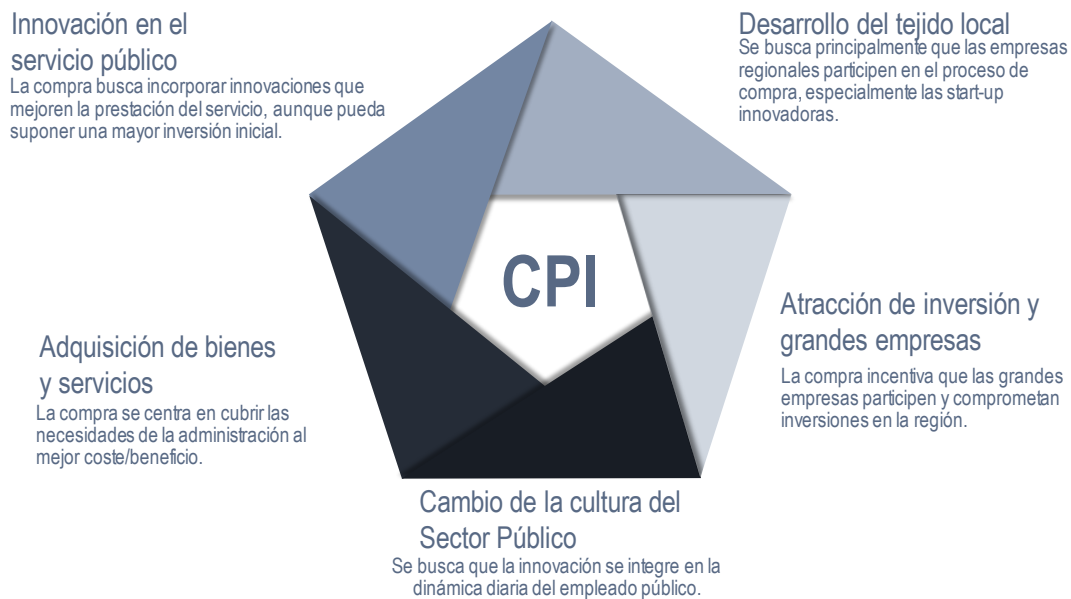 Innovación en el
servicio público
La compra busca incorporar innovaciones que
mejoren la prestación del servicio, aunque pueda
suponer una mayor inversión inicial.
Desarrollo del tejido local
Se busca principalmente que las empresas
regionales participen en el proceso de
compra, especialmente las start-up
innovadoras.
CPI
Adquisición de bienes
y servicios
La compra se centra en cubrir las
necesidades de la administración al
mejor coste/beneficio.
Atracción de inversión y
grandes empresas
La compra incentiva que las grandes
empresas participen y comprometan
inversiones en la región.
Cambio de la cultura del
Sector Público
Se busca que la innovación se integre en la
dinámica diaria del empleado público.